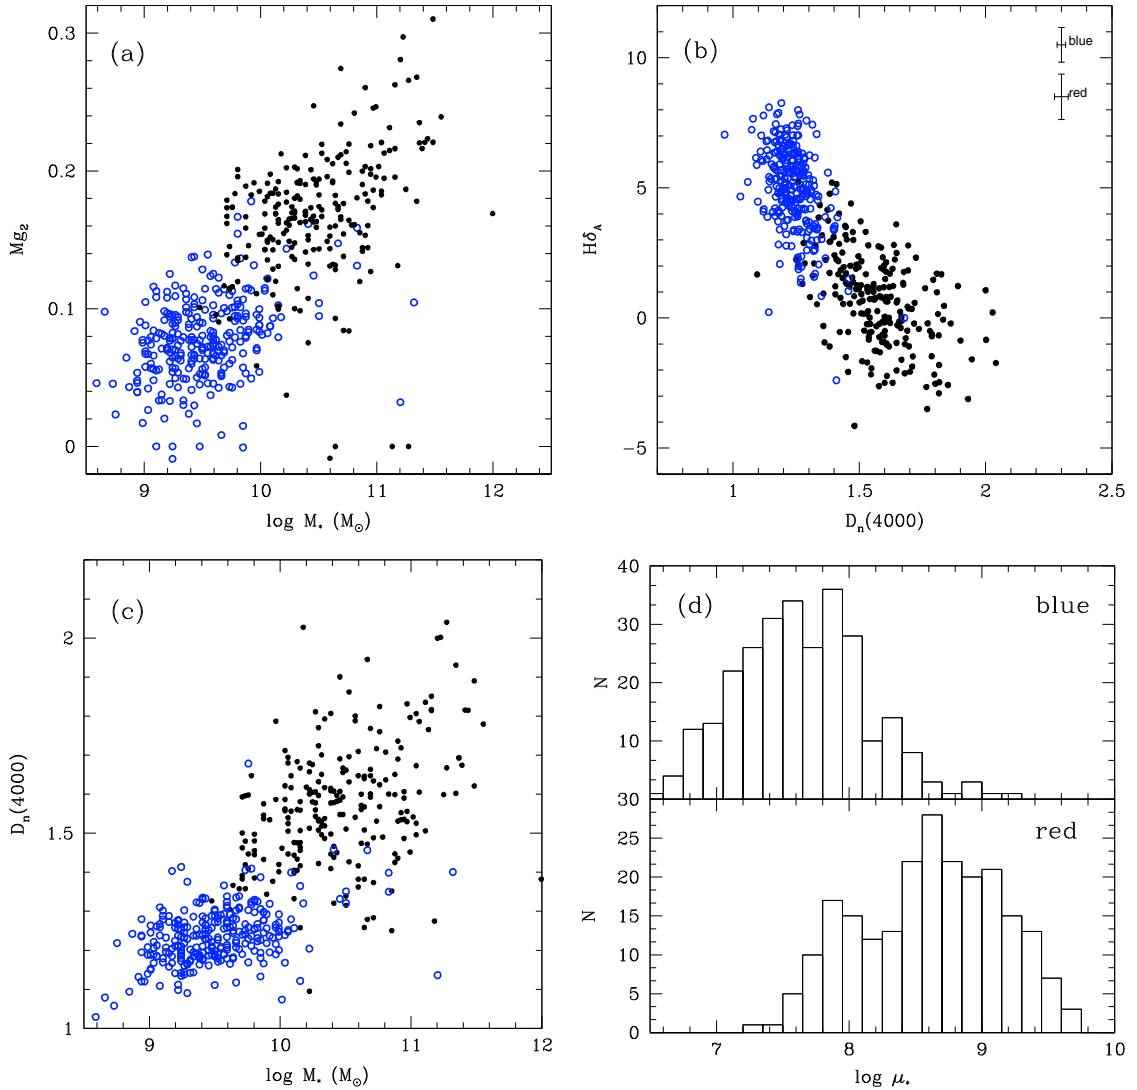 (a)
0.3
0.2
0.1
0
Mg₂
9 10 11 12
log M* (M⊙)
(b)
blue
red
10
5
0
−5
Hδ_A
1 1.5 2 2.5
Dₙ(4000)
(c)
2
1.5
1
Dₙ(4000)
9 10 11 12
log M* (M⊙)
(d)
blue
40
30
20
10
N
red
30
25
20
15
10
5
0
N
7 8 9 10
log μ*